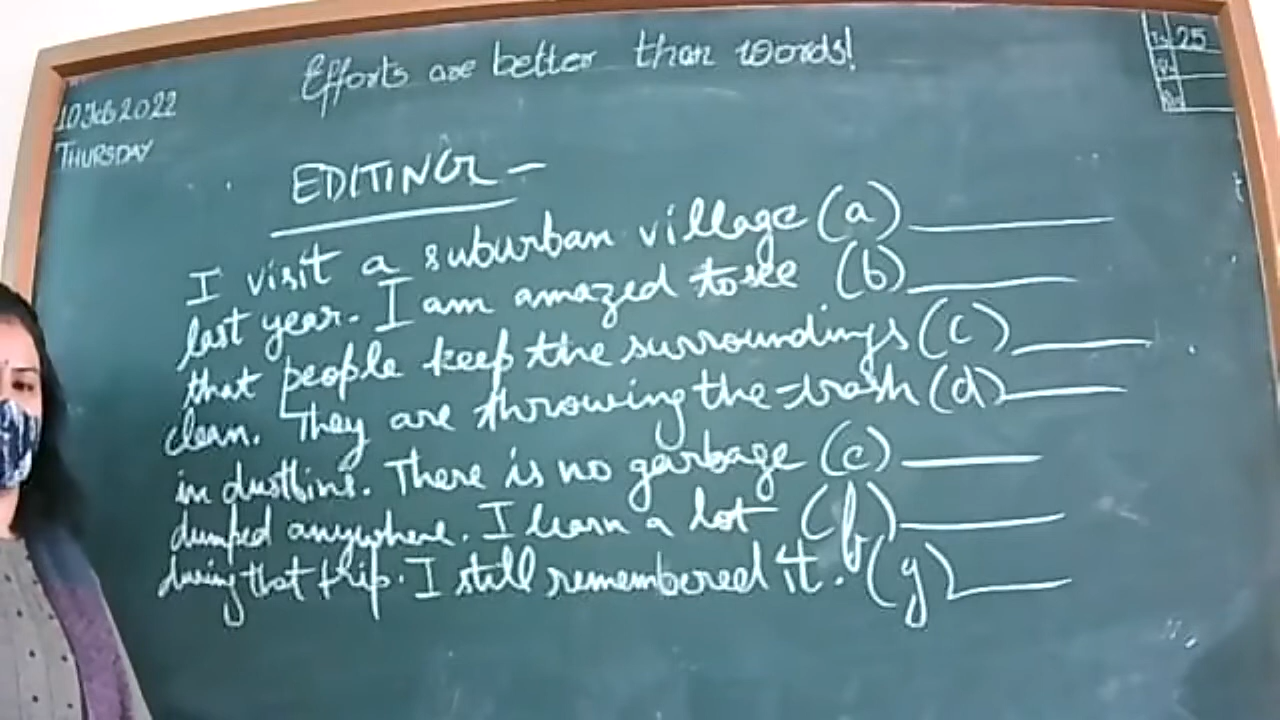 Efforts are better than words!
25
10 Feb 2022
THURSDAY
EDITING -
I visit a suburban village (a)
last year. I am amazed to see (b)
that people keep the surroundings (c)
clean. They are throwing the trash (d)
in dustbins. There is no garbage (e)
dumped anywhere. I learn a lot (f)
during that trip. I still remembered it. (g)